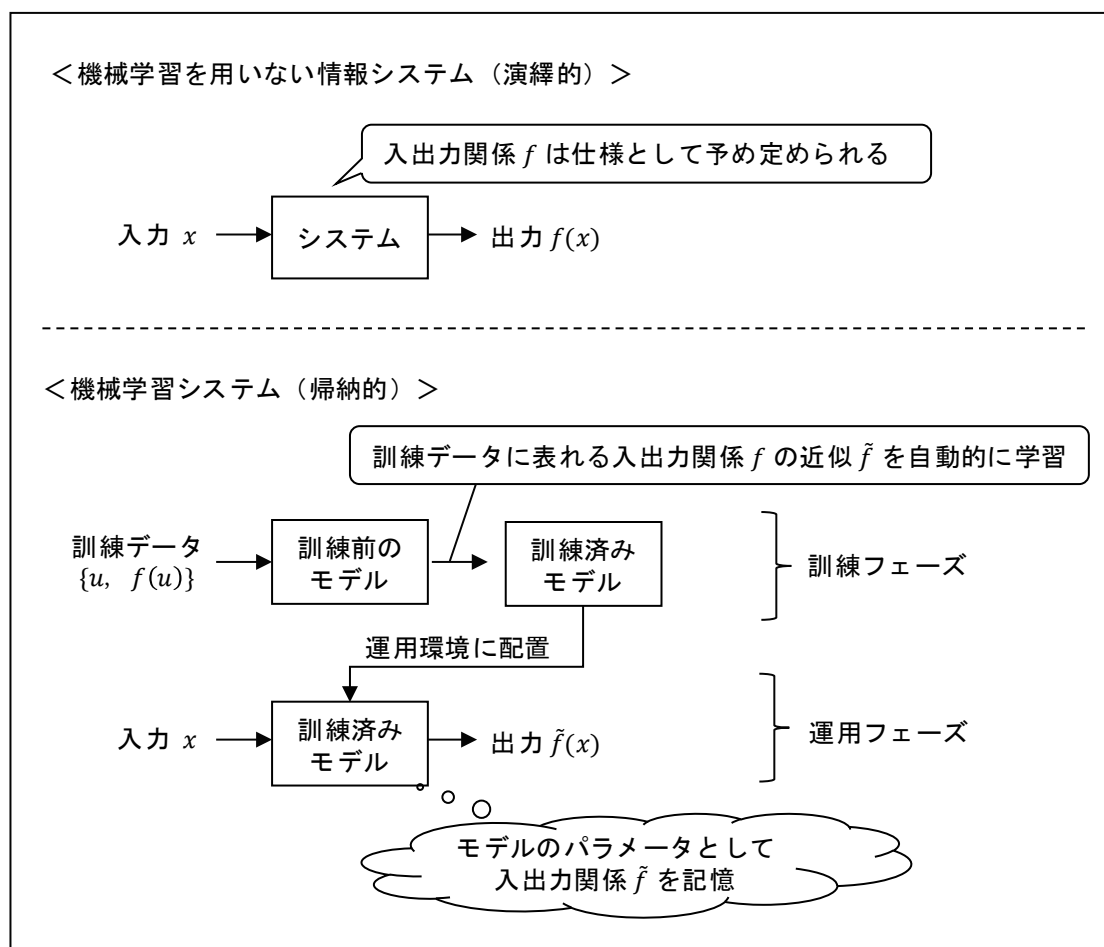 ＜機械学習を用いない情報システム（演繹的）＞
入出力関係 f は仕様として予め定められる
入力 x
システム
出力 f(x)
＜機械学習システム（帰納的）＞
訓練データに表れる入出力関係 f の近似 f̃ を自動的に学習
訓練データ
{u, f(u)}
訓練前の
モデル
訓練済み
モデル
訓練フェーズ
運用環境に配置
入力 x
訓練済み
モデル
出力 f̃(x)
運用フェーズ
モデルのパラメータとして
入出力関係 f̃ を記憶